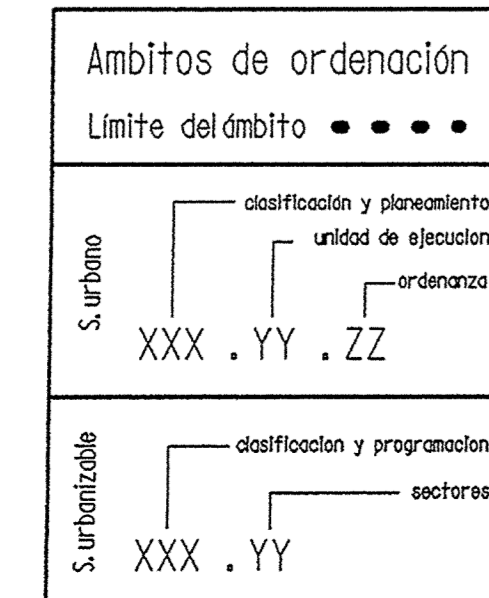 Ambitos de ordenación
Límite del ámbito
S. urbano
clasificación y planeamiento
unidad de ejecucion
ordenanza
XXX . YY . ZZ
S. urbanizable
clasificacion y programacion
sectores
XXX . YY